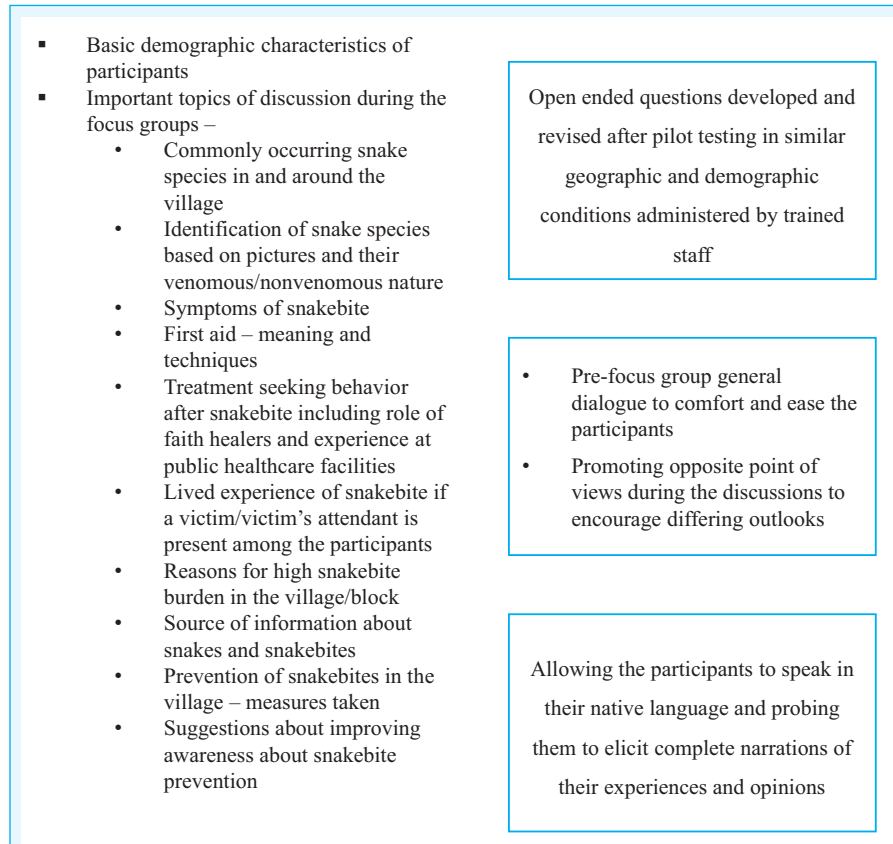 ▪ Basic demographic characteristics of
participants
▪ Important topics of discussion during the
focus groups –
• Commonly occurring snake
species in and around the
village
• Identification of snake species
based on pictures and their
venomous/nonvenomous nature
• Symptoms of snakebite
• First aid – meaning and
techniques
• Treatment seeking behavior
after snakebite including role of
faith healers and experience at
public healthcare facilities
• Lived experience of snakebite if
a victim/victim's attendant is
present among the participants
• Reasons for high snakebite
burden in the village/block
• Source of information about
snakes and snakebites
• Prevention of snakebites in the
village – measures taken
• Suggestions about improving
awareness about snakebite
prevention
Open ended questions developed and
revised after pilot testing in similar
geographic and demographic
conditions administered by trained
staff
• Pre-focus group general
dialogue to comfort and ease the
participants
• Promoting opposite point of
views during the discussions to
encourage differing outlooks
Allowing the participants to speak in
their native language and probing
them to elicit complete narrations of
their experiences and opinions